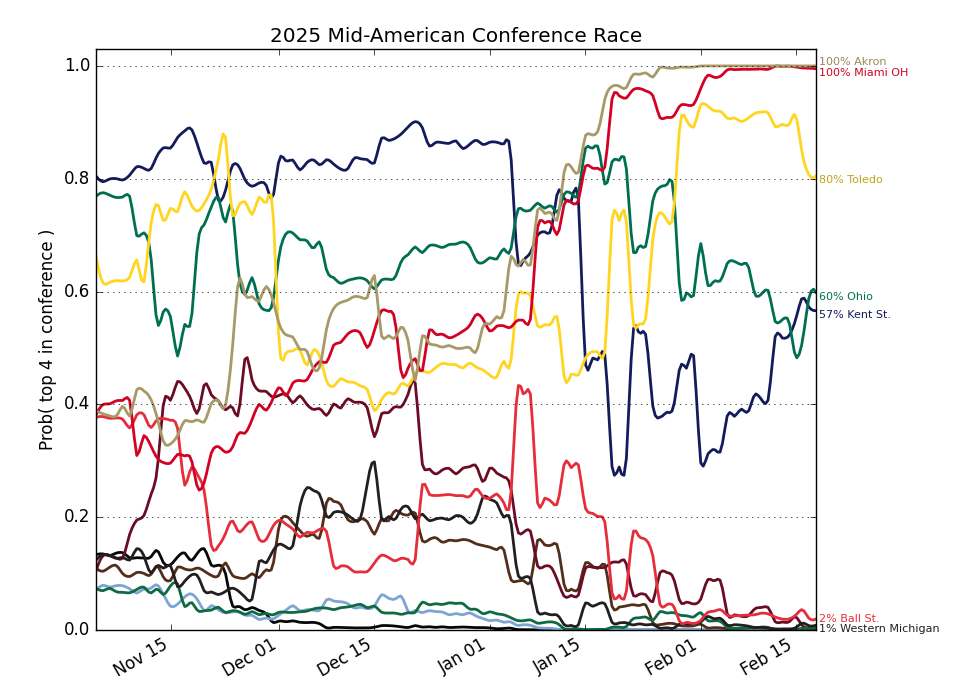 2025 Mid-American Conference Race
Prob( top 4 in conference )
1.0
0.8
0.6
0.4
0.2
0.0
Nov 15
Dec 01
Dec 15
Jan 01
Jan 15
Feb 01
Feb 15
100% Akron
100% Miami OH
80% Toledo
60% Ohio
57% Kent St.
2% Ball St.
1% Western Michigan